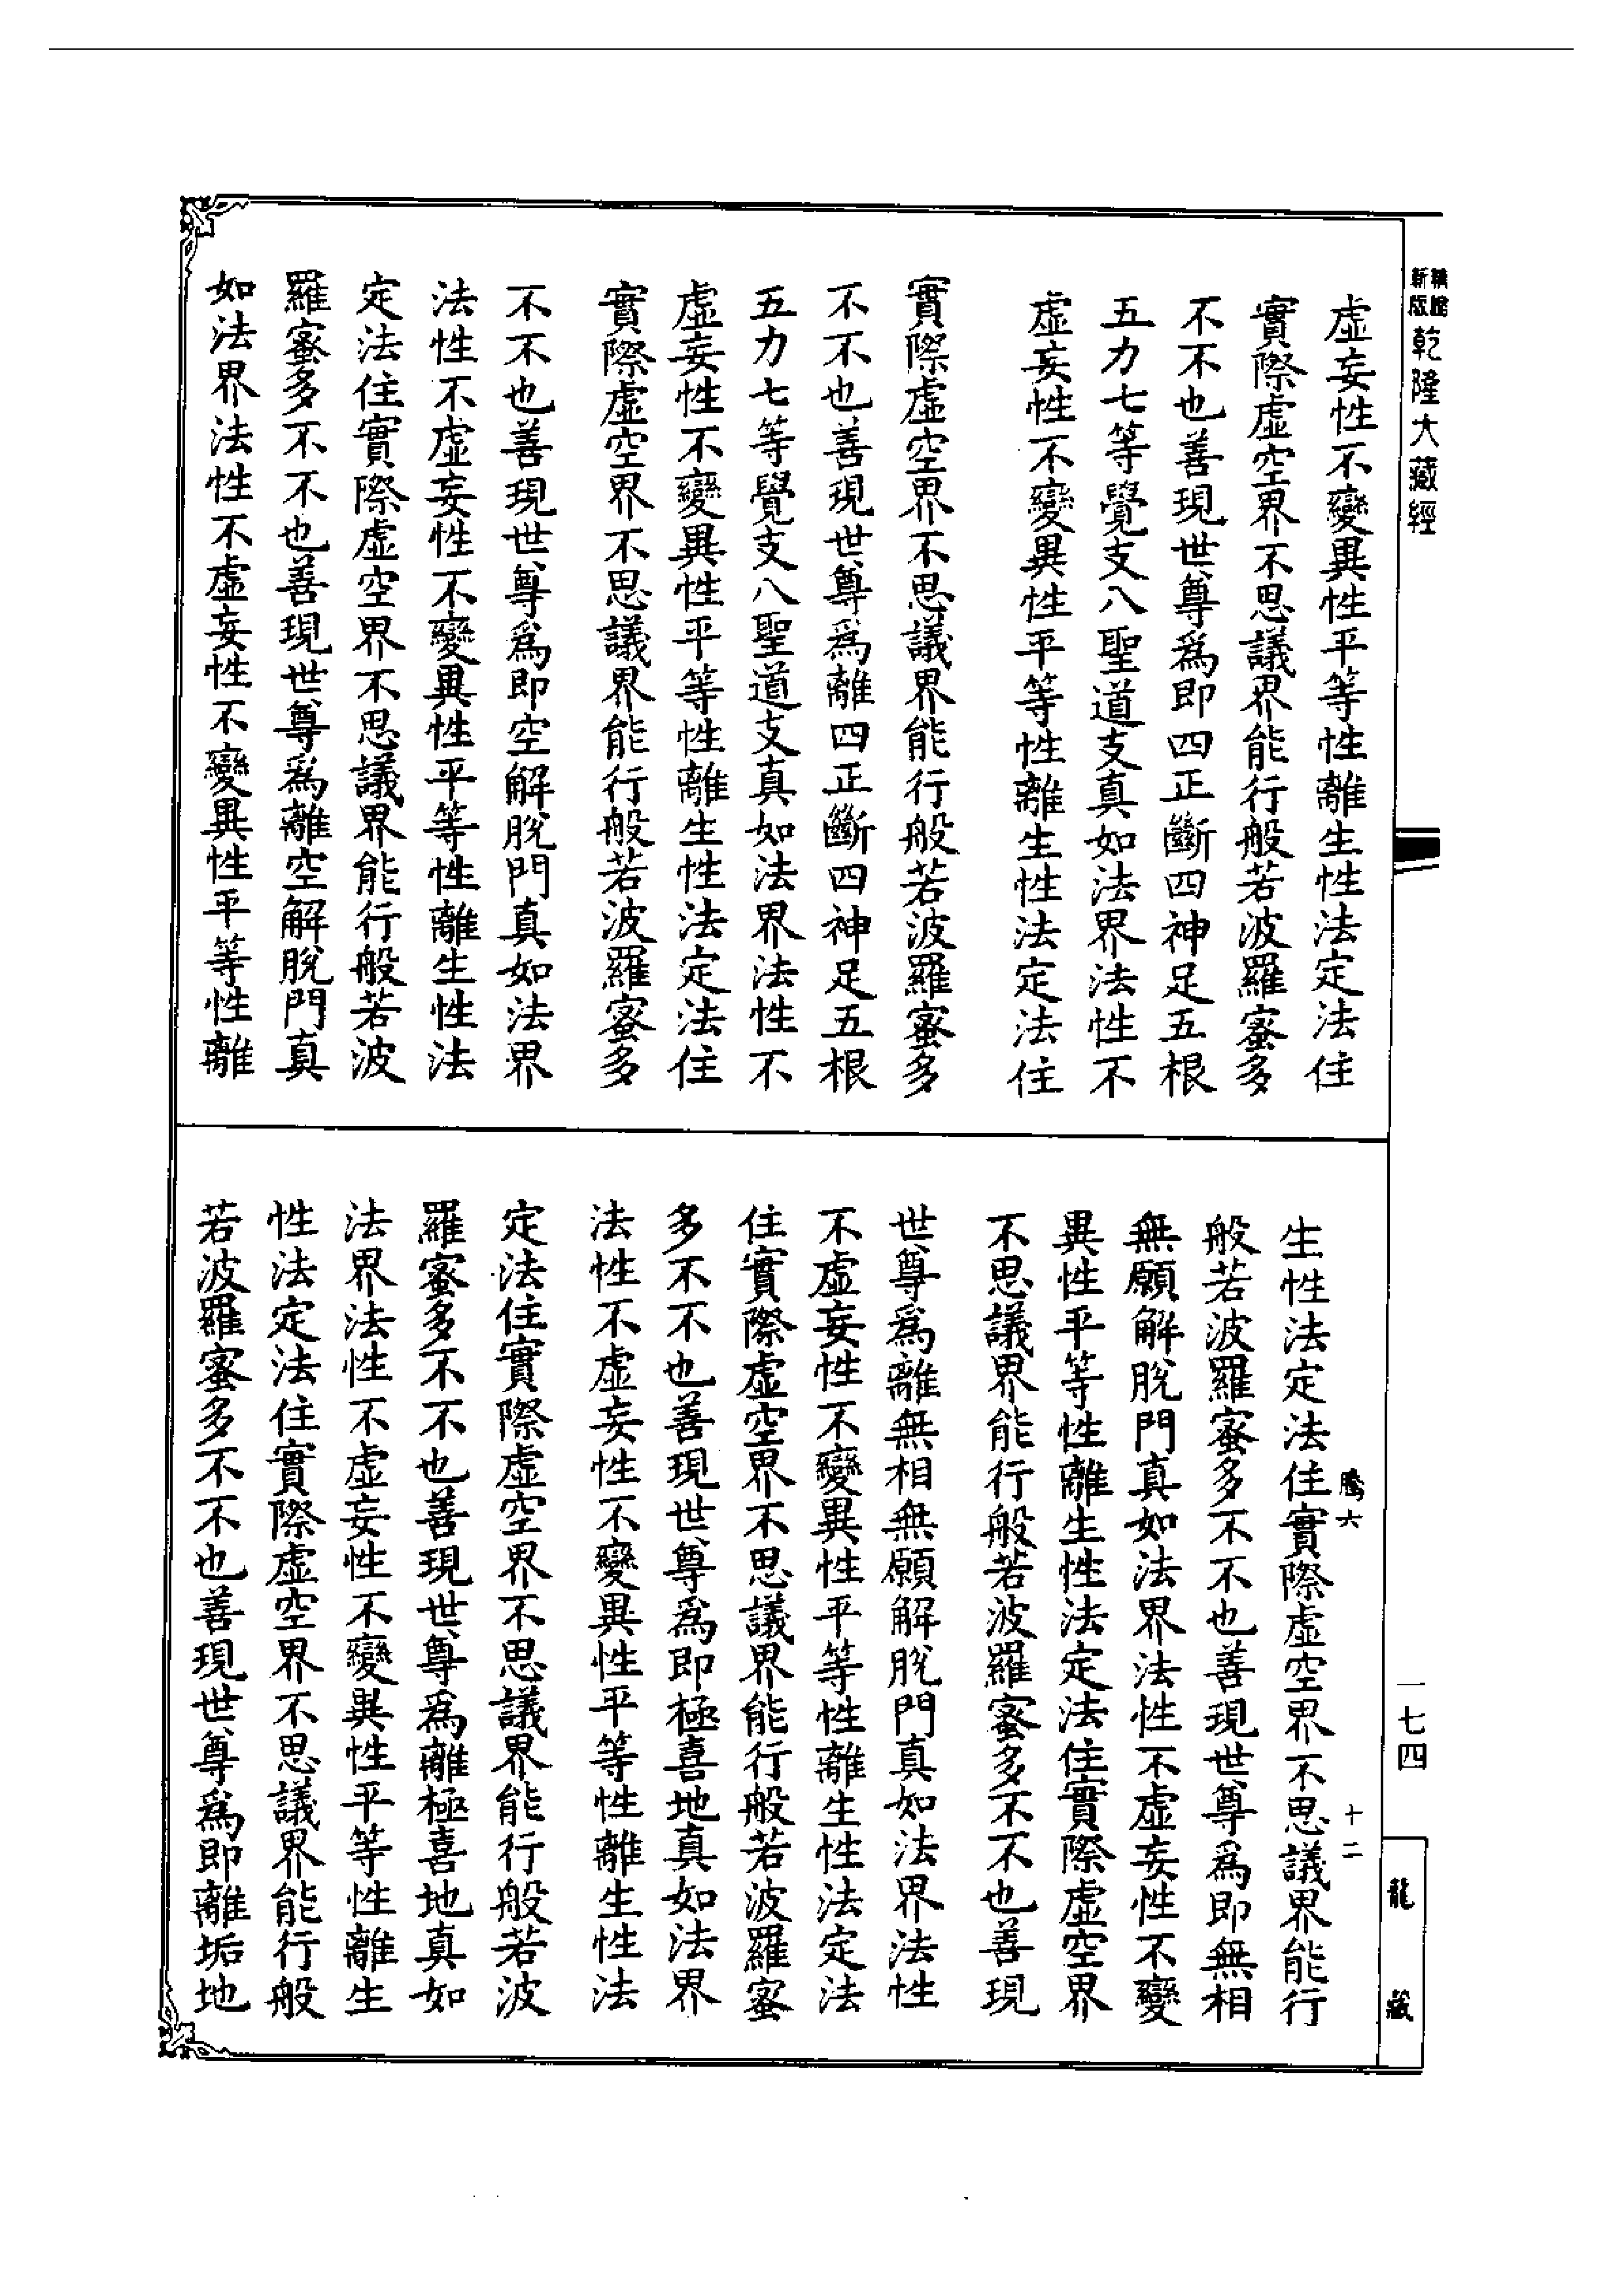 新版 精縮 乾隆大藏經
虛妄性不變異性平等性離生性法定法住
實際虛空界不思議界能行般若波羅蜜多
不不也善現世尊爲即四正斷四神足五根
五力七等覺支八聖道支真如法界法性不
虛妄性不變異性平等性離生性法定法住
實際虛空界不思議界能行般若波羅蜜多
不不也善現世尊爲離四正斷四神足五根
五力七等覺支八聖道支真如法界法性不
虛妄性不變異性平等性離生性法定法住
實際虛空界不思議界能行般若波羅蜜多
不不也善現世尊爲即空解脫門真如法界
法性不虛妄性不變異性平等性離生性法
定法住實際虛空界不思議界能行般若波
羅蜜多不不也善現世尊爲離空解脫門真
如法界法性不虛妄性不變異性平等性離
生性法定法住實際虛空界不思議界能行
般若波羅蜜多不不也善現世尊爲即無相
無願解脫門真如法界法性不虛妄性不變
異性平等性離生性法定法住實際虛空界
不思議界能行般若波羅蜜多不不也善現
世尊爲離無相無願解脫門真如法界法性
不虛妄性不變異性平等性離生性法定法
住實際虛空界不思議界能行般若波羅蜜
多不不也善現世尊爲即極喜地真如法界
法性不虛妄性不變異性平等性離生性法
定法住實際虛空界不思議界能行般若波
羅蜜多不不也善現世尊爲離極喜地真如
法界法性不虛妄性不變異性平等性離生
性法定法住實際虛空界不思議界能行般
若波羅蜜多不不也善現世尊爲即離垢地
騰六
十二
一七四
龍藏